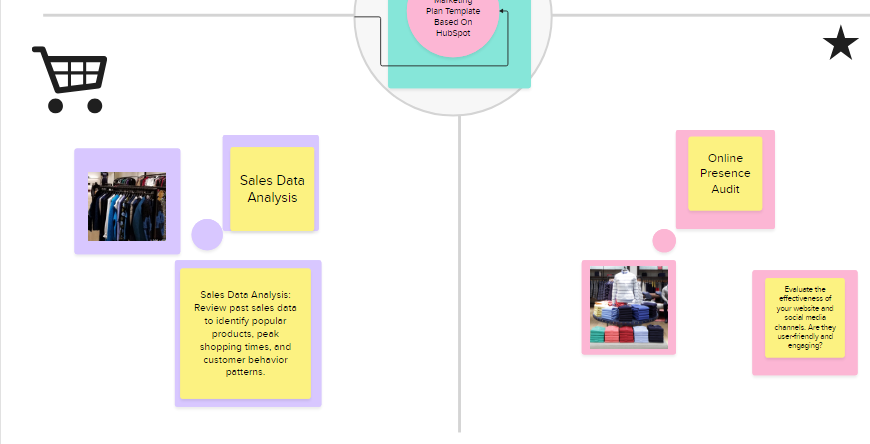 Marketing
Plan Template
Based On
HubSpot
Sales Data
Analysis
Sales Data Analysis:
Review past sales data
to identify popular
products, peak
shopping times, and
customer behavior
patterns.
Online
Presence
Audit
Evaluate the
effectiveness of
your website and
social media
channels. Are they
user-friendly and
engaging?